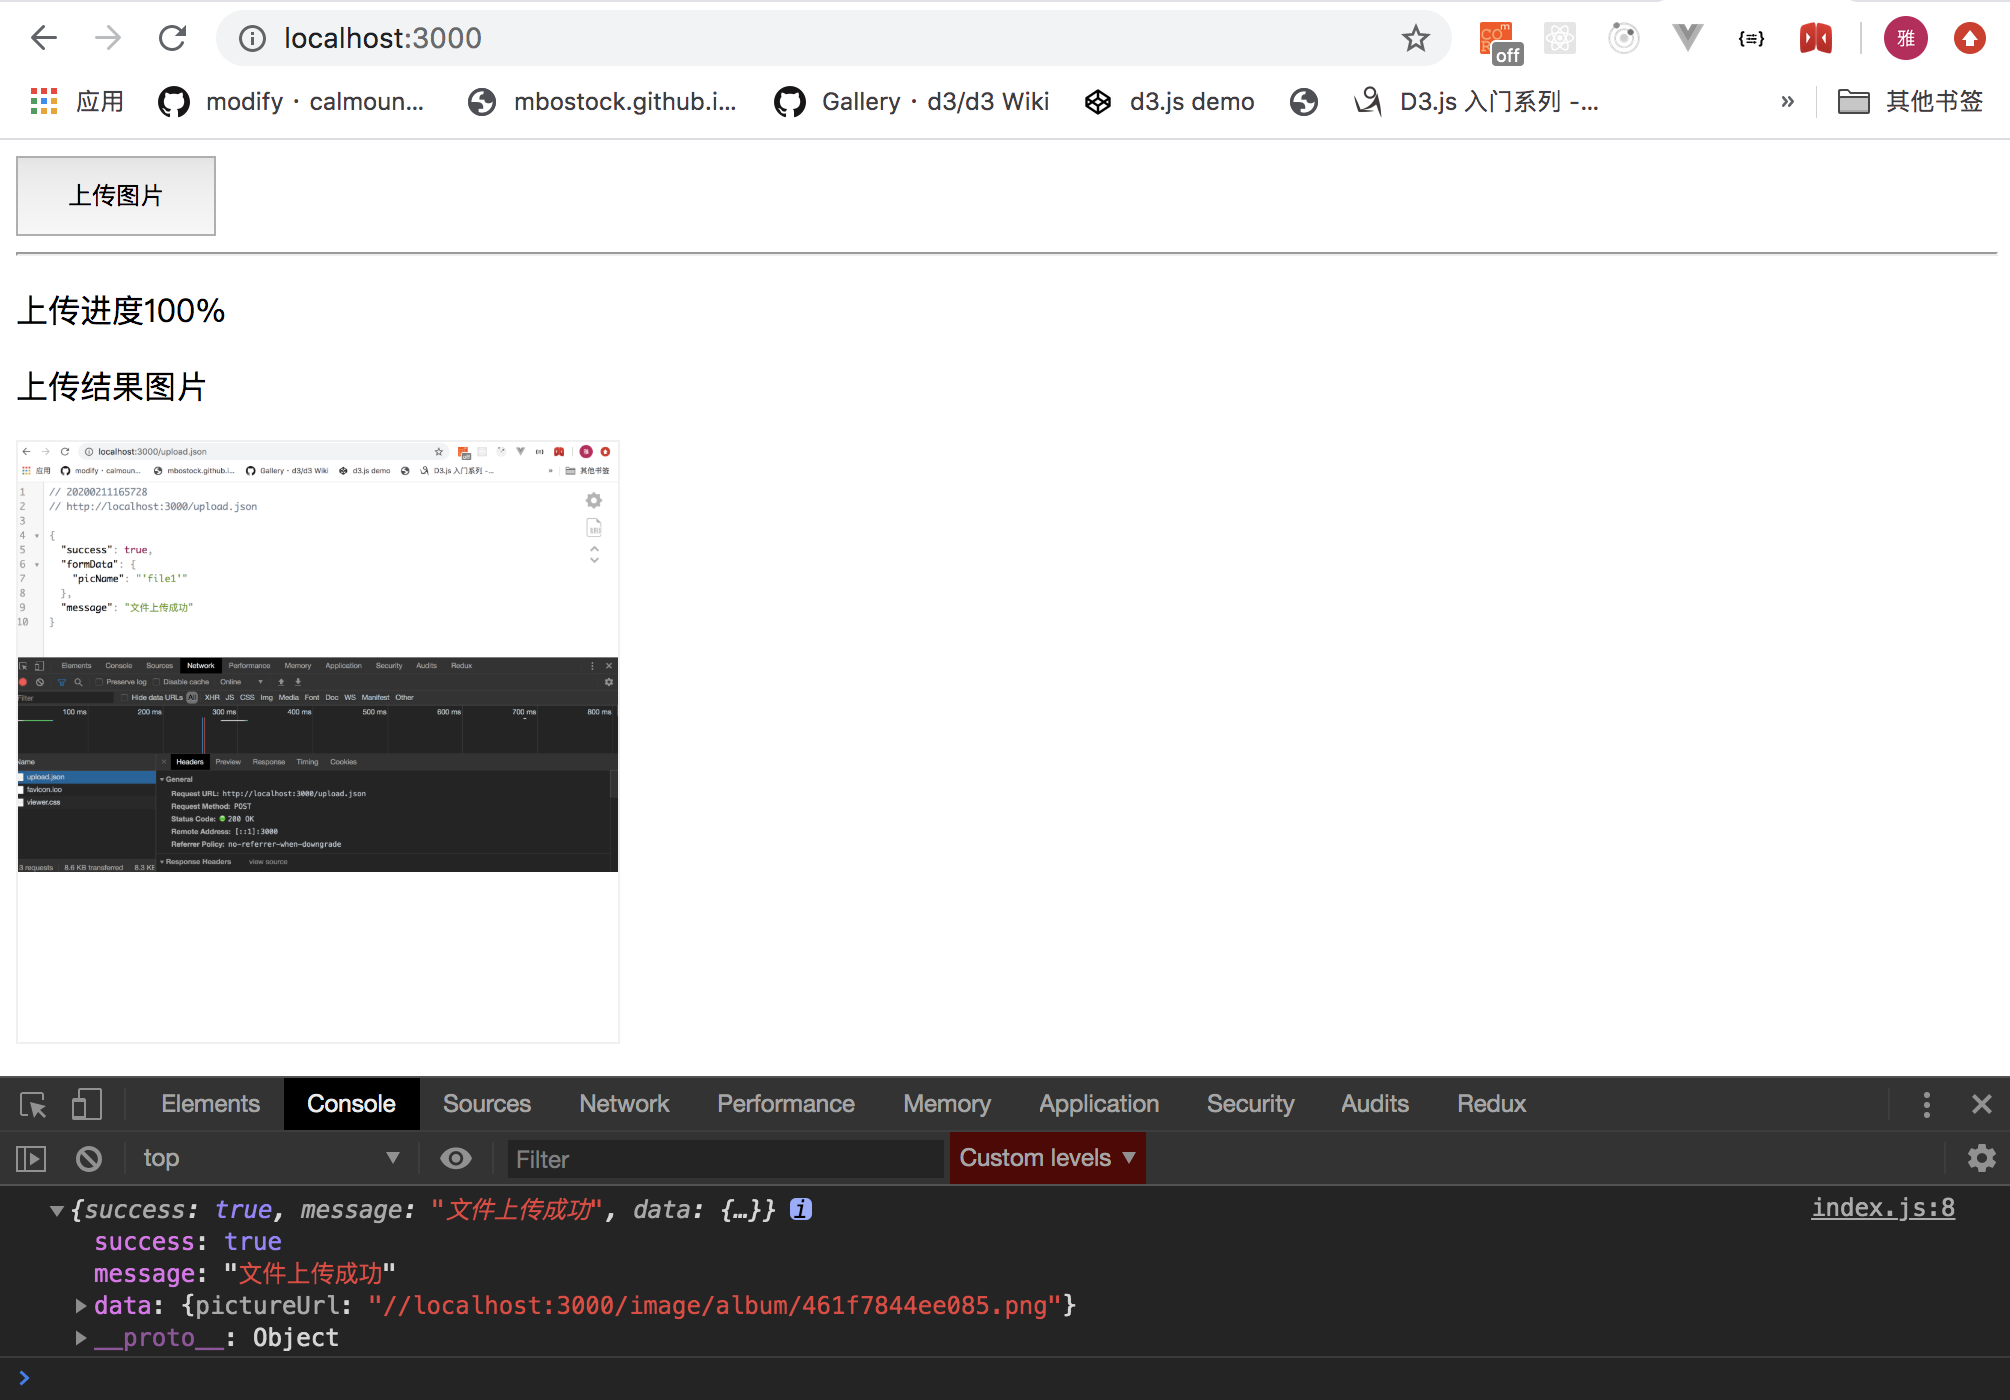 localhost:3000
off
雅
应用
modify · calmoun...
mbostock.github.i...
Gallery · d3/d3 Wiki
d3.js demo
D3.js 入门系列 -...
»
其他书签
上传图片
上传进度100%
上传结果图片
localhost:3000/upload.json
应用 modify · calmoun... mbostock.github.i... Gallery · d3/d3 Wiki d3.js demo D3.js 入门系列 -... » 其他书签
1 // 20200211165728
2 // http://localhost:3000/upload.json
3
4 {
5 "success": true,
6 "formData": {
7 "picName": "'file1'"
8 },
9 "message": "文件上传成功"
10 }
Elements Console Sources Network Performance Memory Application Security Audits Redux
Preserve log Disable cache Online
Filter Hide data URLs All XHR JS CSS Img Media Font Doc WS Manifest Other
100 ms 200 ms 300 ms 400 ms 500 ms 600 ms 700 ms 800 ms
Name Headers Preview Response Timing Cookies
upload.json
favicon.ico
viewer.css
General
Request URL: http://localhost:3000/upload.json
Request Method: POST
Status Code: 200 OK
Remote Address: [::1]:3000
Referrer Policy: no-referrer-when-downgrade
Response Headers view source
3 requests 8.6 KB transferred 8.3 KB
Elements Console Sources Network Performance Memory Application Security Audits Redux
top
Filter
Custom levels
{success: true, message: "文件上传成功", data: {…}} i
index.js:8
success: true
message: "文件上传成功"
data: {pictureUrl: "//localhost:3000/image/album/461f7844ee085.png"}
__proto__: Object